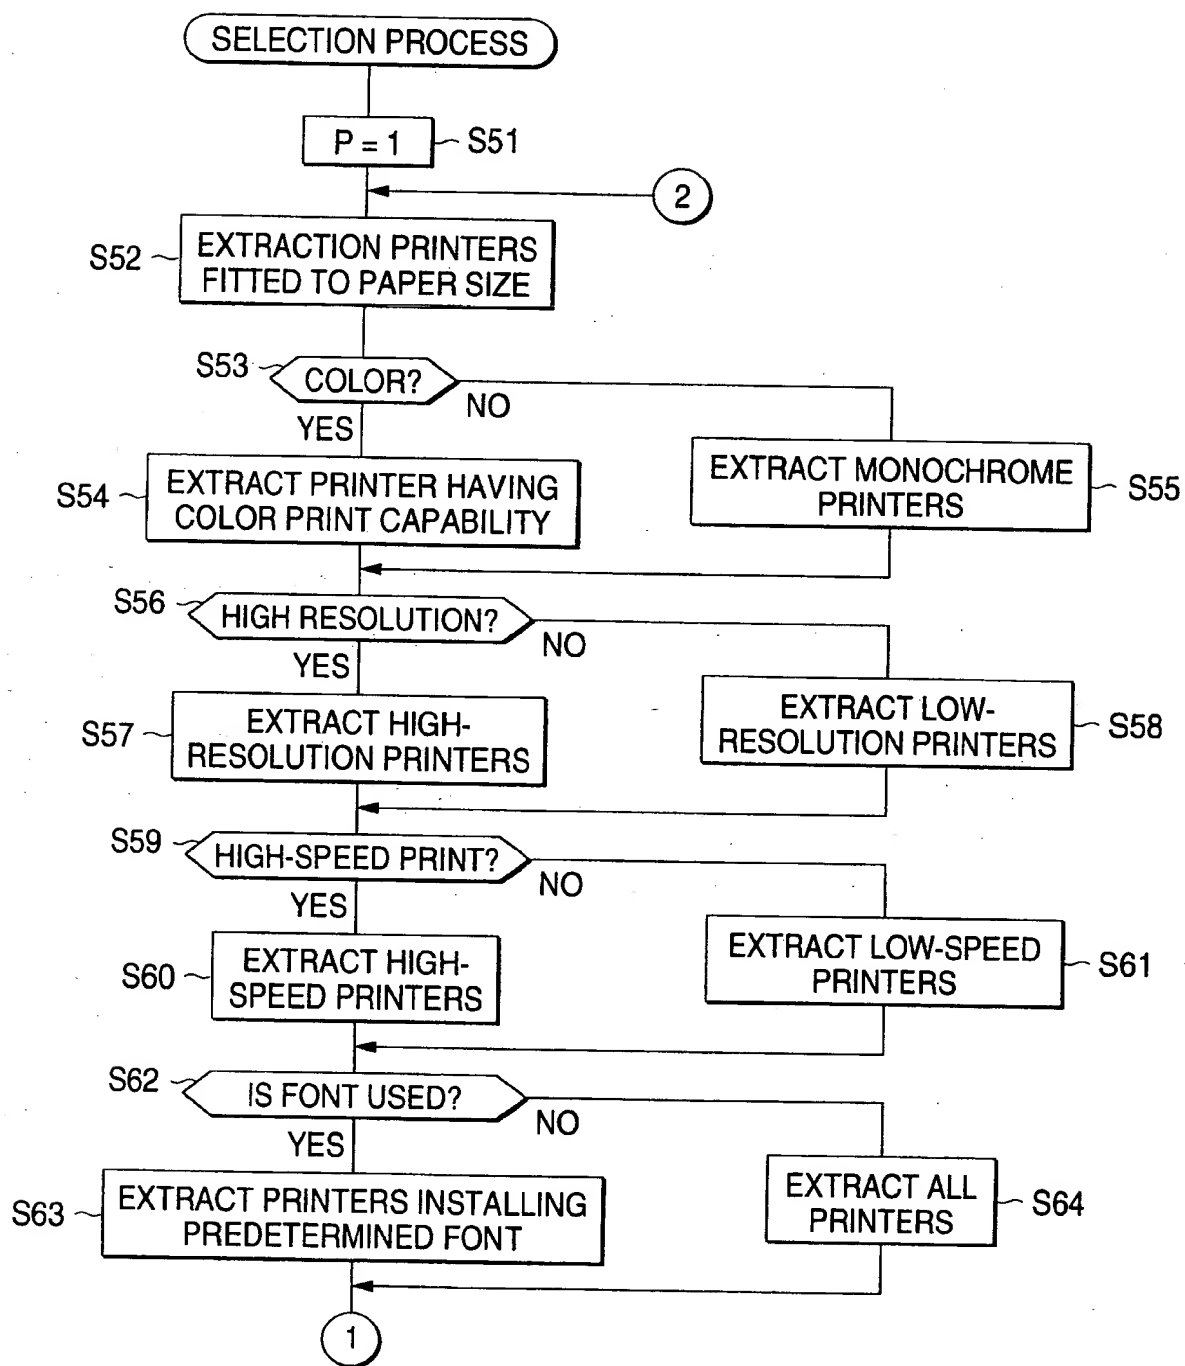 SELECTION PROCESS
P = 1
S51
2
S52
EXTRACTION PRINTERS
FITTED TO PAPER SIZE
S53
COLOR?
NO
YES
S54
EXTRACT PRINTER HAVING
COLOR PRINT CAPABILITY
EXTRACT MONOCHROME
PRINTERS
S55
S56
HIGH RESOLUTION?
NO
YES
S57
EXTRACT HIGH-
RESOLUTION PRINTERS
EXTRACT LOW-
RESOLUTION PRINTERS
S58
S59
HIGH-SPEED PRINT?
NO
YES
S60
EXTRACT HIGH-
SPEED PRINTERS
EXTRACT LOW-SPEED
PRINTERS
S61
S62
IS FONT USED?
NO
YES
S63
EXTRACT PRINTERS INSTALLING
PREDETERMINED FONT
EXTRACT ALL
PRINTERS
S64
1